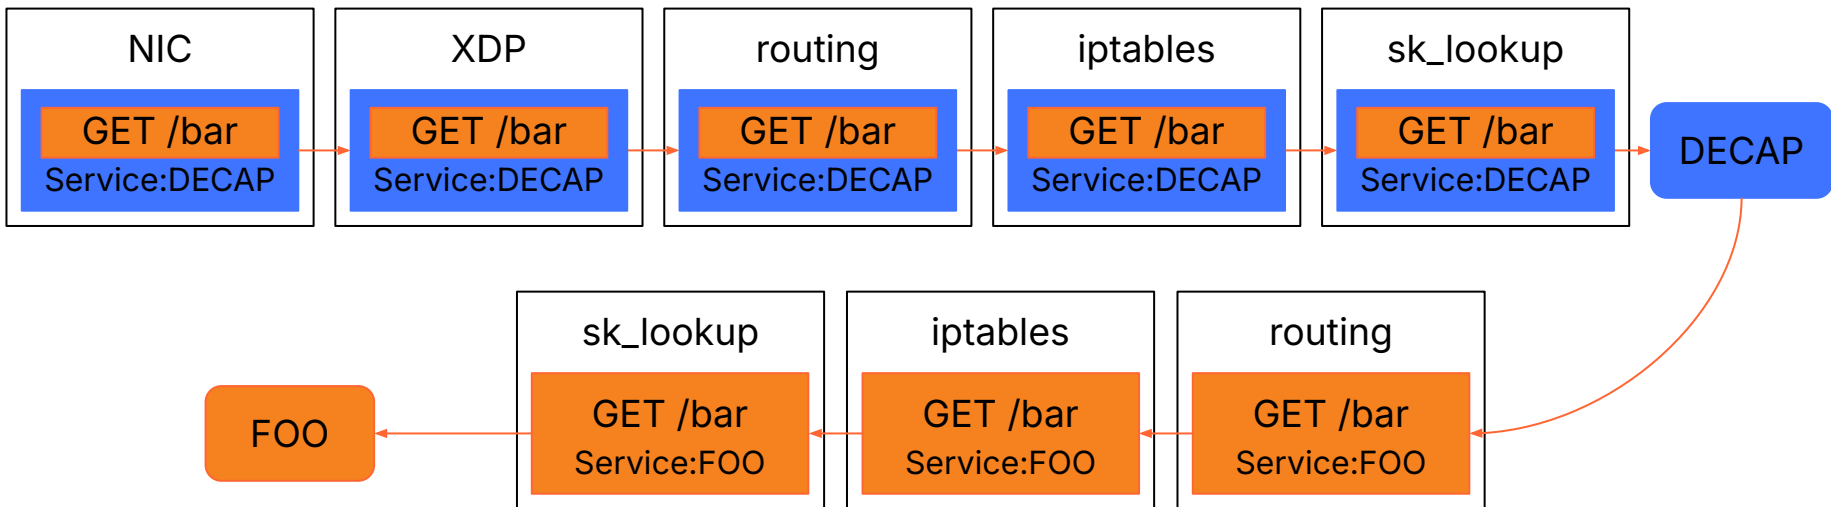 NIC
GET /bar
Service:DECAP
XDP
GET /bar
Service:DECAP
routing
GET /bar
Service:DECAP
iptables
GET /bar
Service:DECAP
sk_lookup
GET /bar
Service:DECAP
DECAP
routing
GET /bar
Service:FOO
iptables
GET /bar
Service:FOO
sk_lookup
GET /bar
Service:FOO
FOO